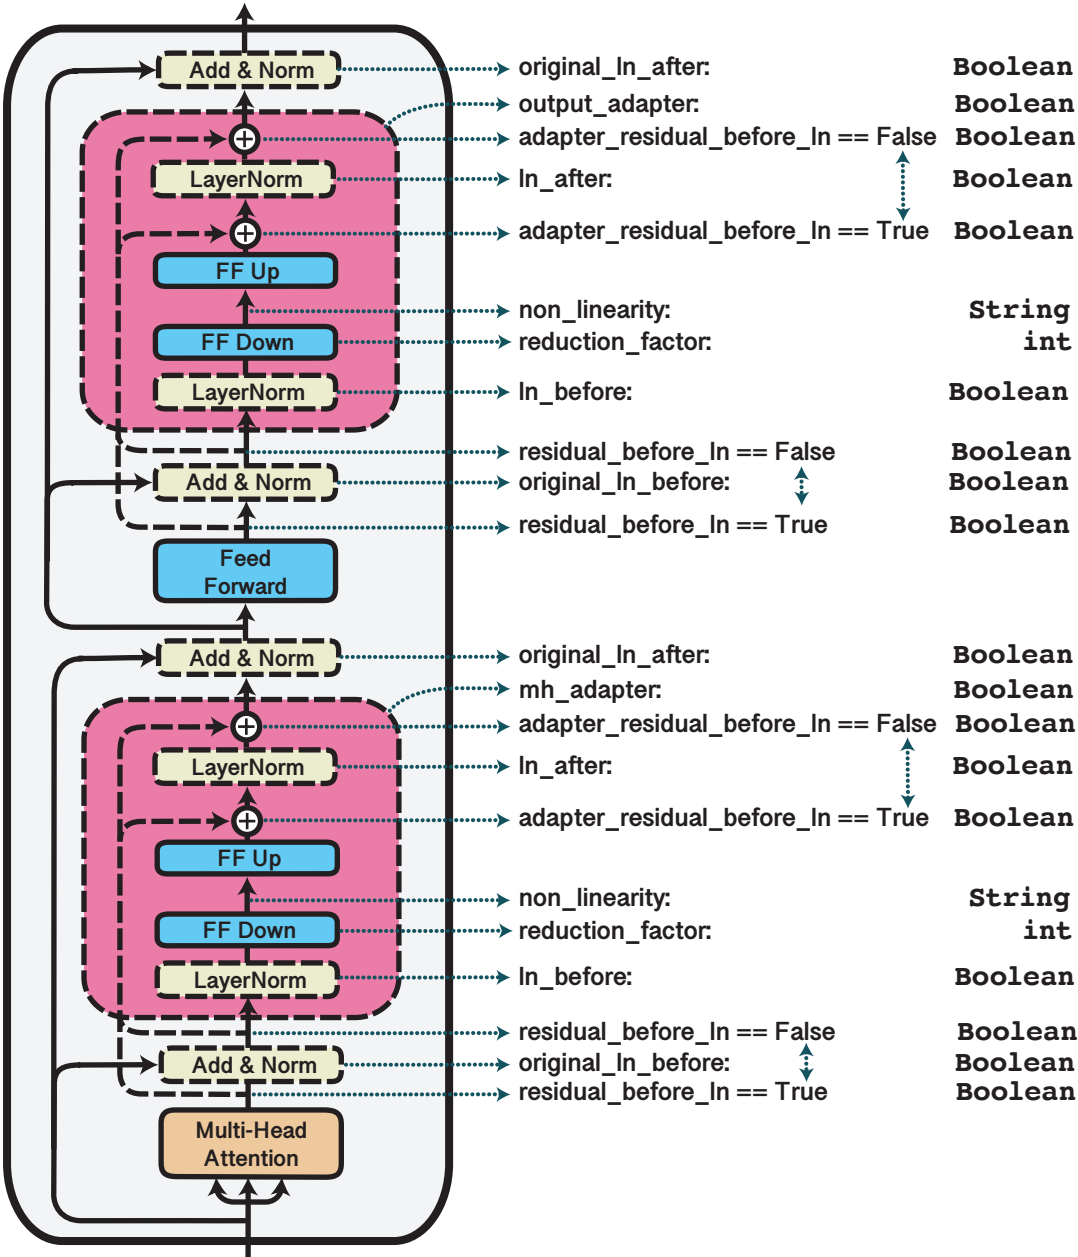 Add & Norm original_ln_after: Boolean
output_adapter: Boolean
adapter_residual_before_ln == False Boolean
LayerNorm ln_after: Boolean
adapter_residual_before_ln == True Boolean
FF Up
non_linearity: String
FF Down reduction_factor: int
LayerNorm ln_before: Boolean
residual_before_ln == False Boolean
Add & Norm original_ln_before: Boolean
residual_before_ln == True Boolean
Feed
Forward
Add & Norm original_ln_after: Boolean
mh_adapter: Boolean
adapter_residual_before_ln == False Boolean
LayerNorm ln_after: Boolean
adapter_residual_before_ln == True Boolean
FF Up
non_linearity: String
FF Down reduction_factor: int
LayerNorm ln_before: Boolean
residual_before_ln == False Boolean
Add & Norm original_ln_before: Boolean
residual_before_ln == True Boolean
Multi-Head
Attention